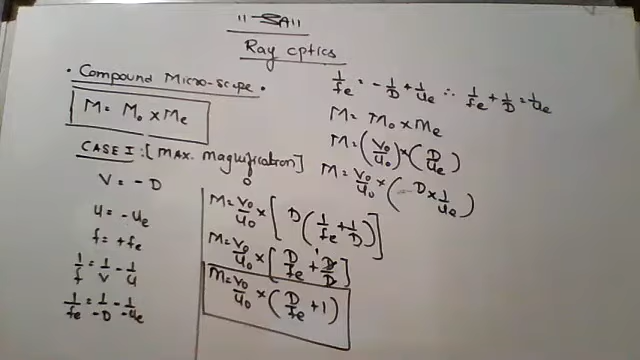 "SAI"
Ray optics
• Compound Micro-scope •
M = Mo × Me
CASE I : [MAX. magnification]
V = -D
u = -ue
f = +fe
1/f = 1/v - 1/u
1/fe = 1/-D - 1/-ue
1/fe = -1/D + 1/ue ∴ 1/fe + 1/D = 1/ue
M = Mo × Me
M = (Vo/uo) × (D/ue)
M = Vo/uo × (D × 1/ue)
M = Vo/uo × [D(1/fe + 1/D)]
M = Vo/uo × [D/fe + D/D]
M = Vo/uo × (D/fe + 1)